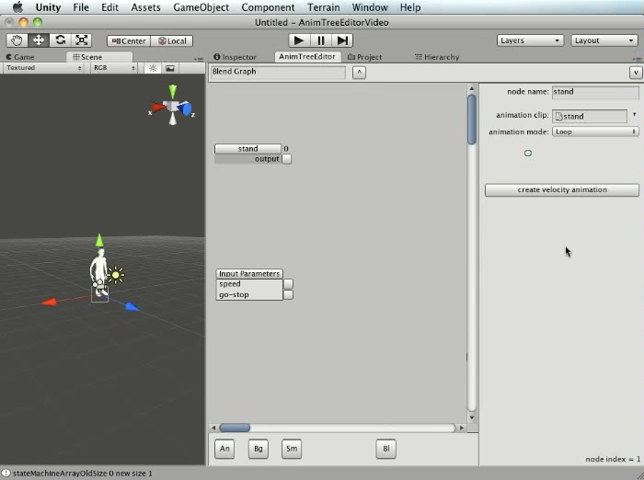 Unity File Edit Assets GameObject Component Terrain Window Help
Untitled - AnimTreeEditorVideo
Center Local Layers Layout
Game Scene Inspector AnimTreeEditor Project Hierarchy
Textured RGB Blend Graph ^ v
node name: stand
animation clip: stand
animation mode: Loop
x
z
stand 0
output
create velocity animation
Input Parameters
speed
go-stop
An Bg Sm Bl
node index = 1
stateMachineArrayOldSize 0 new size 1